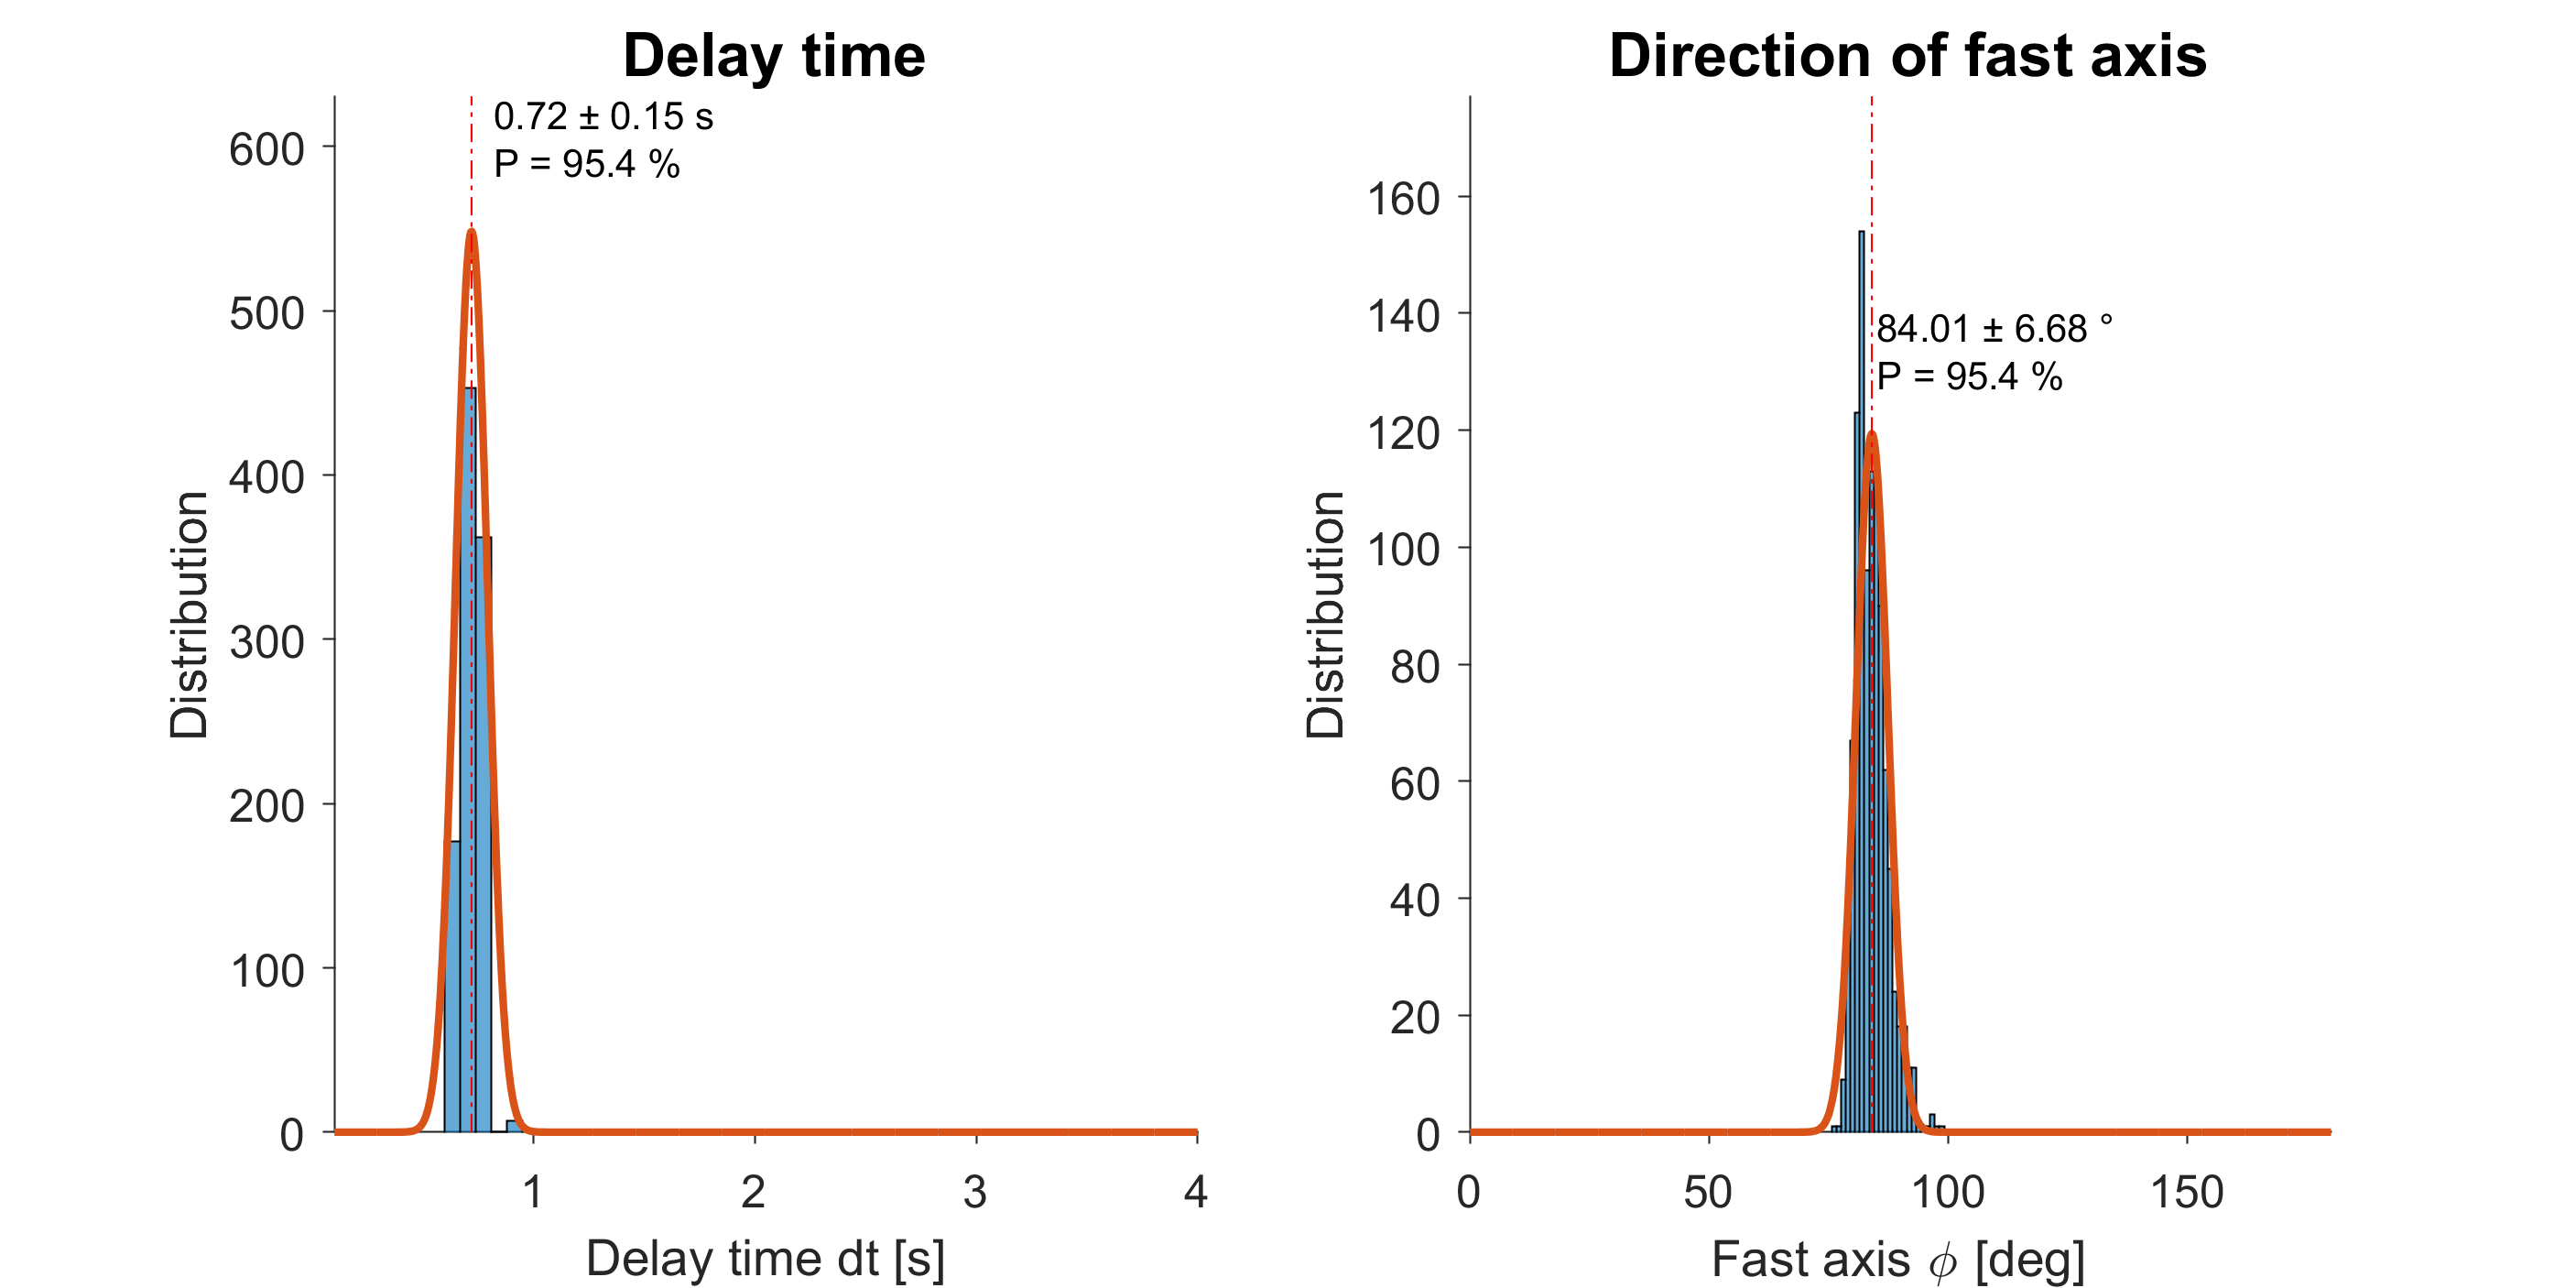 Delay time
0.72 ± 0.15 s
P = 95.4 %
600
500
400
300
200
100
0
Distribution
1
2
3
4
Delay time dt [s]
Direction of fast axis
84.01 ± 6.68 °
P = 95.4 %
160
140
120
100
80
60
40
20
0
Distribution
0
50
100
150
Fast axis ϕ [deg]